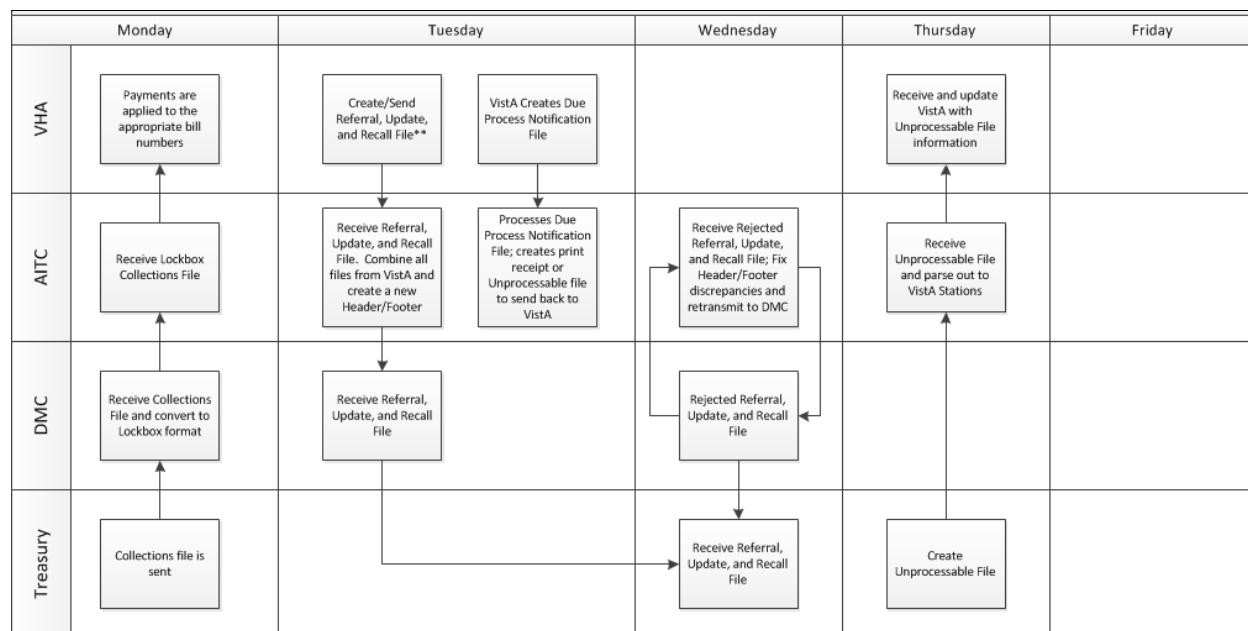 Monday
Tuesday
Wednesday
Thursday
Friday
VHA
Payments are
applied to the
appropriate bill
numbers
Create/Send
Referral, Update,
and Recall File**
VistA Creates Due
Process Notification
File
Receive and update
VistA with
Unprocessable File
information
AITC
Receive Lockbox
Collections File
Receive Referral,
Update, and Recall
File. Combine all
files from VistA and
create a new
Header/Footer
Processes Due
Process Notification
File; creates print
receipt or
Unprocessable file
to send back to
VistA
Receive Rejected
Referral, Update,
and Recall File; Fix
Header/Footer
discrepancies and
retransmit to DMC
Receive
Unprocessable File
and parse out to
VistA Stations
DMC
Receive Collections
File and convert to
Lockbox format
Receive Referral,
Update, and Recall
File
Rejected Referral,
Update, and Recall
File
Treasury
Collections file is
sent
Receive Referral,
Update, and Recall
File
Create
Unprocessable File